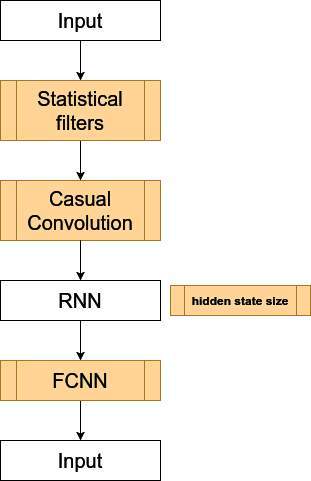 Input
Statistical
filters
Casual
Convolution
RNN
hidden state size
FCNN
Input